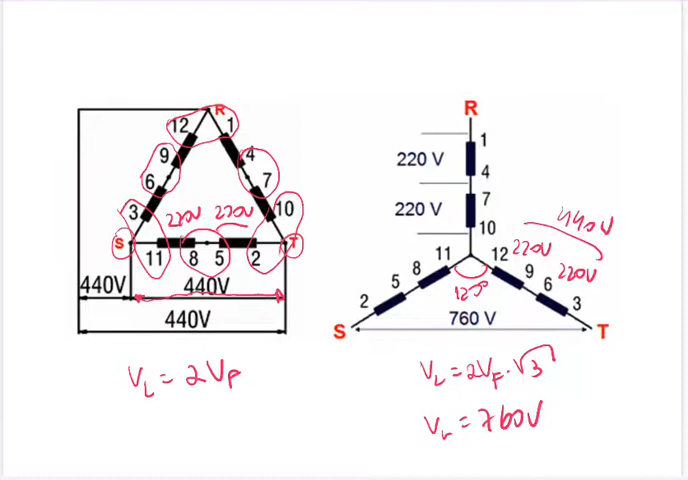 R
12 1
9 4
6 7
3 10
220V 220V
S T
11 8 5 2
440V 440V
440V
VL = 2VF
R
1
220 V
4
7
220 V
10
440V
11 12 220V
8 9 220V
5 6
2 120° 3
S 760 V T
VL = 2VF . √3
VL = 760V